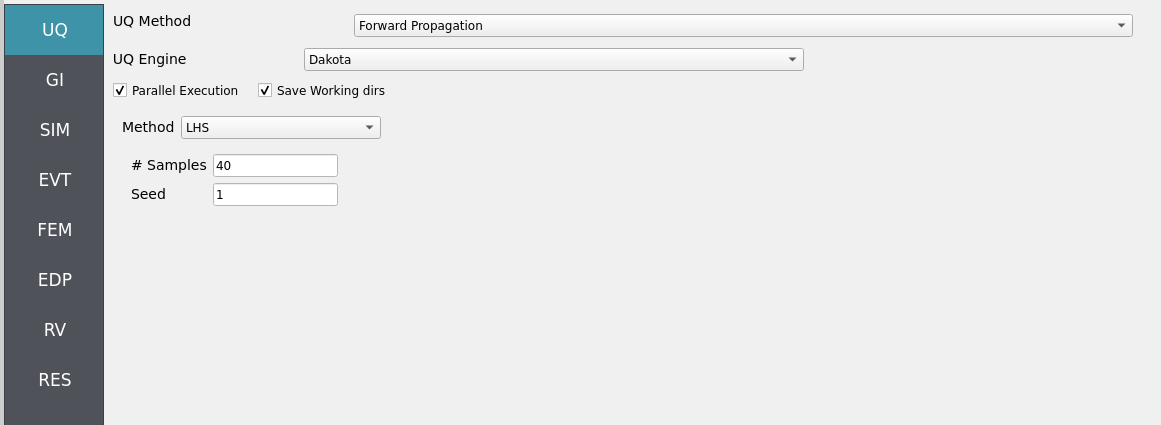 UQ
GI
SIM
EVT
FEM
EDP
RV
RES
UQ Method Forward Propagation
UQ Engine Dakota
Parallel Execution Save Working dirs
Method LHS
# Samples 40
Seed 1